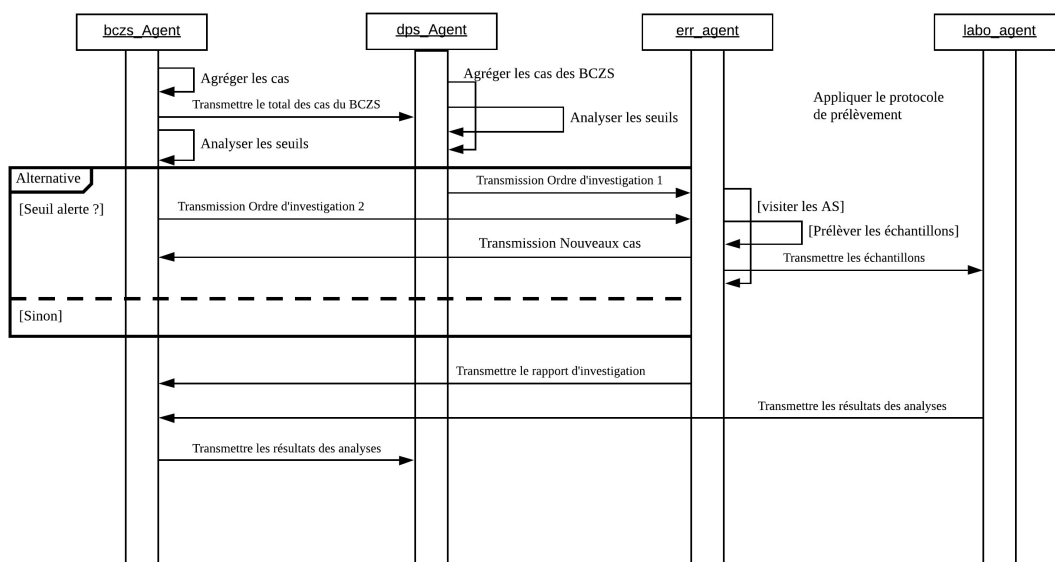 bczs_Agent
dps_Agent
err_agent
labo_agent
Agréger les cas
Agréger les cas des BCZS
Transmettre le total des cas du BCZS
Appliquer le protocole
de prélèvement
Analyser les seuils
Analyser les seuils
Alternative
Transmission Ordre d'investigation 1
[Seuil alerte ?]
Transmission Ordre d'investigation 2
[visiter les AS]
[Prélèver les échantillons]
Transmission Nouveaux cas
Transmettre les échantillons
[Sinon]
Transmettre le rapport d'investigation
Transmettre les résultats des analyses
Transmettre les résultats des analyses